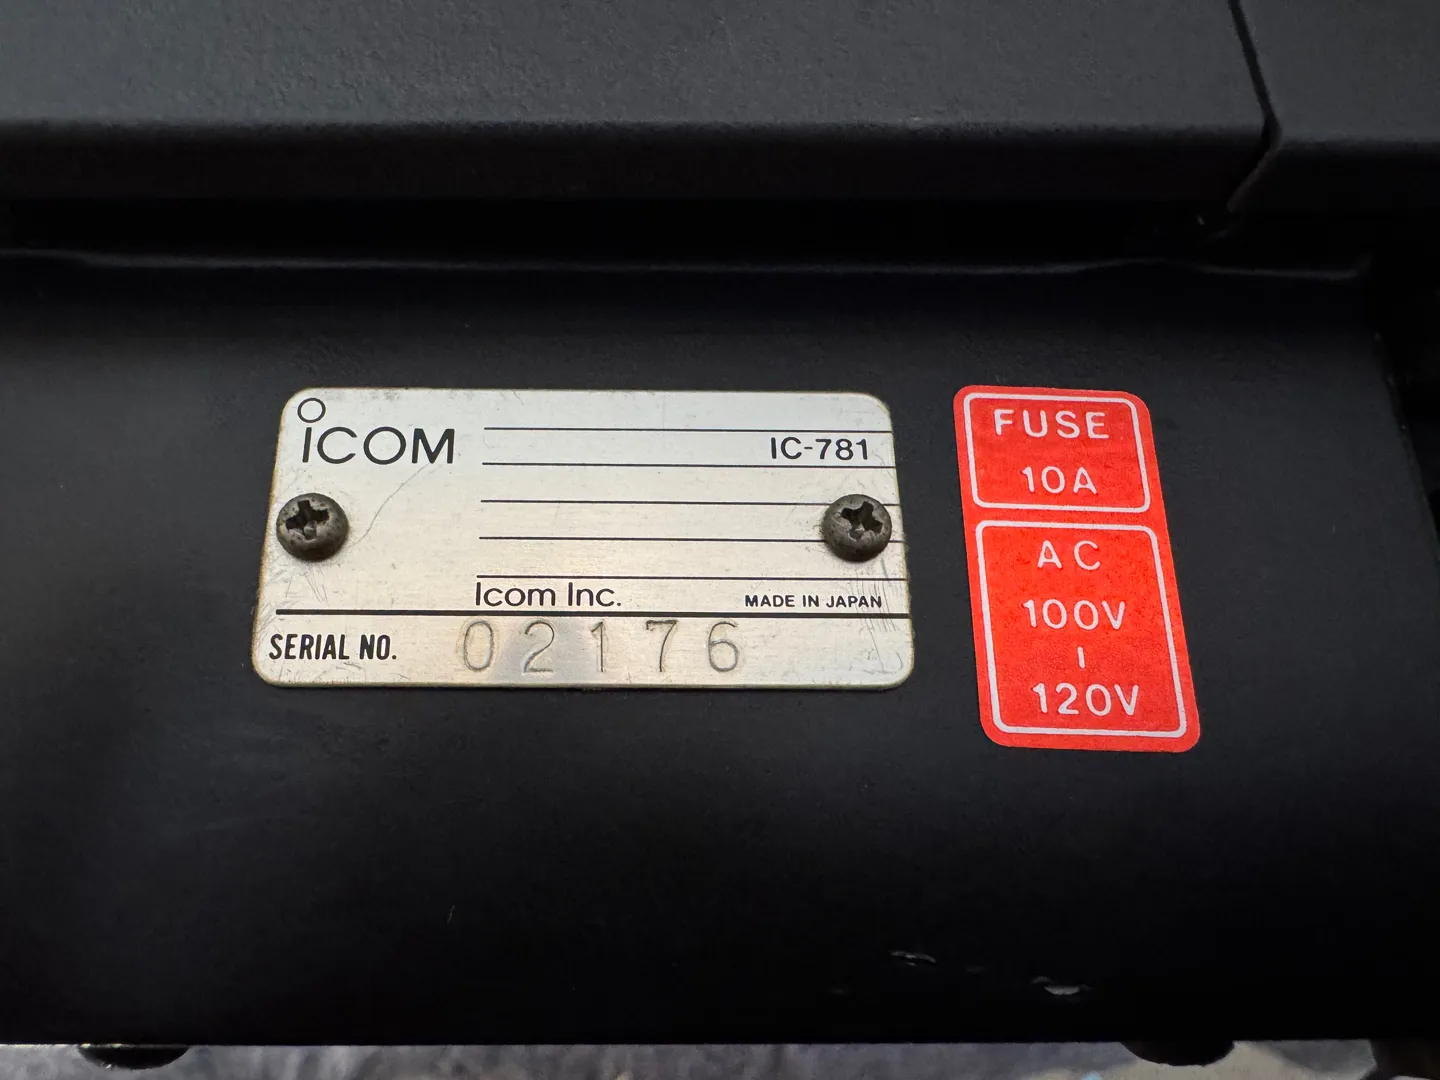 ICOM
IC-781
Icom Inc.
MADE IN JAPAN
SERIAL NO. 02176
FUSE
10A
AC
100V
I
120V